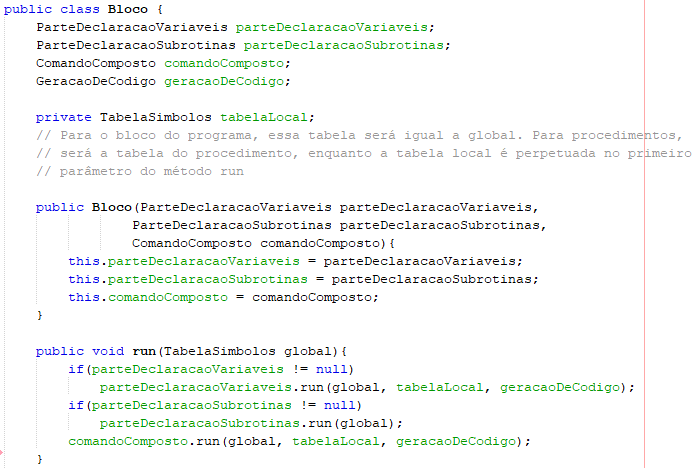 public class Bloco {
    ParteDeclaracaoVariaveis parteDeclaracaoVariaveis;
    ParteDeclaracaoSubrotinas parteDeclaracaoSubrotinas;
    ComandoComposto comandoComposto;
    GeracaoDeCodigo geracaoDeCodigo;

    private TabelaSimbolos tabelaLocal;
    // Para o bloco do programa, essa tabela será igual a global. Para procedimentos,
    // será a tabela do procedimento, enquanto a tabela local é perpetuada no primeiro
    // parâmetro do método run

    public Bloco(ParteDeclaracaoVariaveis parteDeclaracaoVariaveis,
                ParteDeclaracaoSubrotinas parteDeclaracaoSubrotinas,
                ComandoComposto comandoComposto){
        this.parteDeclaracaoVariaveis = parteDeclaracaoVariaveis;
        this.parteDeclaracaoSubrotinas = parteDeclaracaoSubrotinas;
        this.comandoComposto = comandoComposto;
    }

    public void run(TabelaSimbolos global){
        if(parteDeclaracaoVariaveis != null)
            parteDeclaracaoVariaveis.run(global, tabelaLocal, geracaoDeCodigo);
        if(parteDeclaracaoSubrotinas != null)
            parteDeclaracaoSubrotinas.run(global);
        comandoComposto.run(global, tabelaLocal, geracaoDeCodigo);
    }